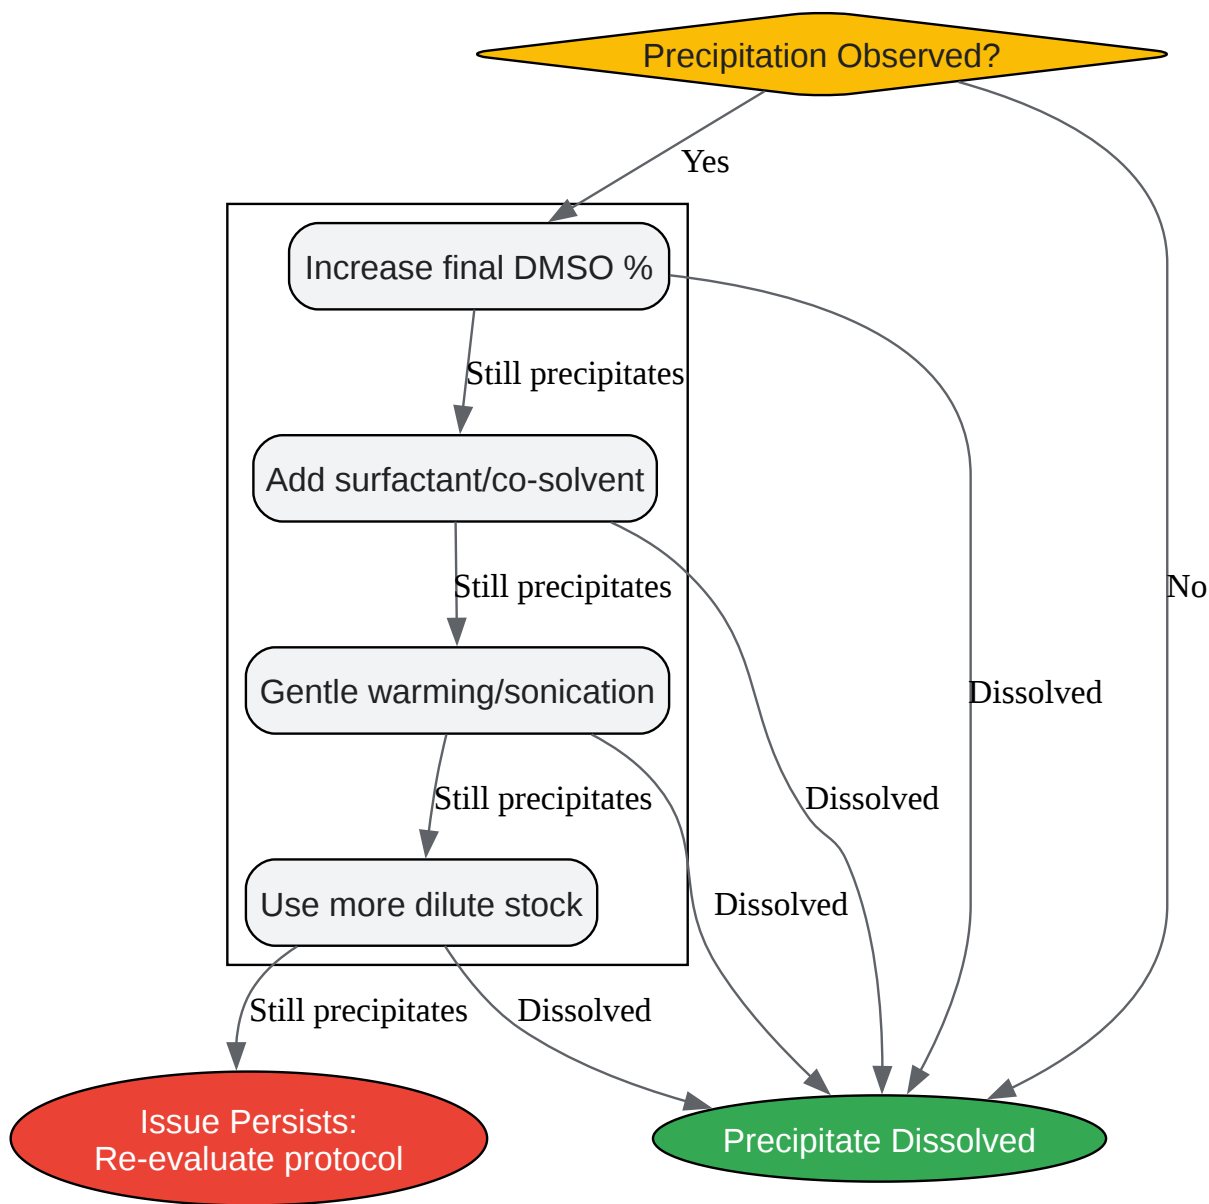 Precipitation Observed?
Yes
Increase final DMSO %
Still precipitates
Add surfactant/co-solvent
Still precipitates
No
Gentle warming/sonication
Dissolved
Still precipitates
Dissolved
Use more dilute stock
Dissolved
Still precipitates
Dissolved
Issue Persists:
Re-evaluate protocol
Precipitate Dissolved